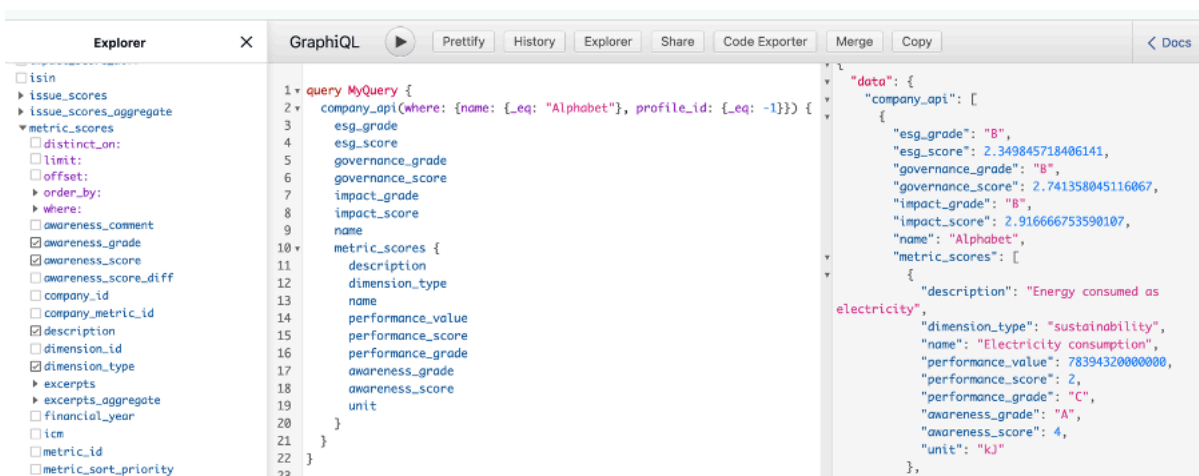 Explorer
isin
issue_scores
issue_scores_aggregate
metric_scores
distinct_on:
limit:
offset:
order_by:
where:
awareness_comment
awareness_grade
awareness_score
awareness_score_diff
company_id
company_metric_id
description
dimension_id
dimension_type
excerpts
excerpts_aggregate
financial_year
icm
metric_id
metric_sort_priority
GraphiQL
Prettify
History
Explorer
Share
Code Exporter
Merge
Copy
< Docs
1 query MyQuery {
2 company_api(where: {name: {_eq: "Alphabet"}, profile_id: {_eq: -1}}) {
3 esg_grade
4 esg_score
5 governance_grade
6 governance_score
7 impact_grade
8 impact_score
9 name
10 metric_scores {
11 description
12 dimension_type
13 name
14 performance_value
15 performance_score
16 performance_grade
17 awareness_grade
18 awareness_score
19 unit
20 }
21 }
22 }
23
{
"data": {
"company_api": [
{
"esg_grade": "B",
"esg_score": 2.349845718406141,
"governance_grade": "B",
"governance_score": 2.741358045116067,
"impact_grade": "B",
"impact_score": 2.916666753590107,
"name": "Alphabet",
"metric_scores": [
{
"description": "Energy consumed as
electricity",
"dimension_type": "sustainability",
"name": "Electricity consumption",
"performance_value": 78394320000000,
"performance_score": 2,
"performance_grade": "C",
"awareness_grade": "A",
"awareness_score": 4,
"unit": "kJ"
},